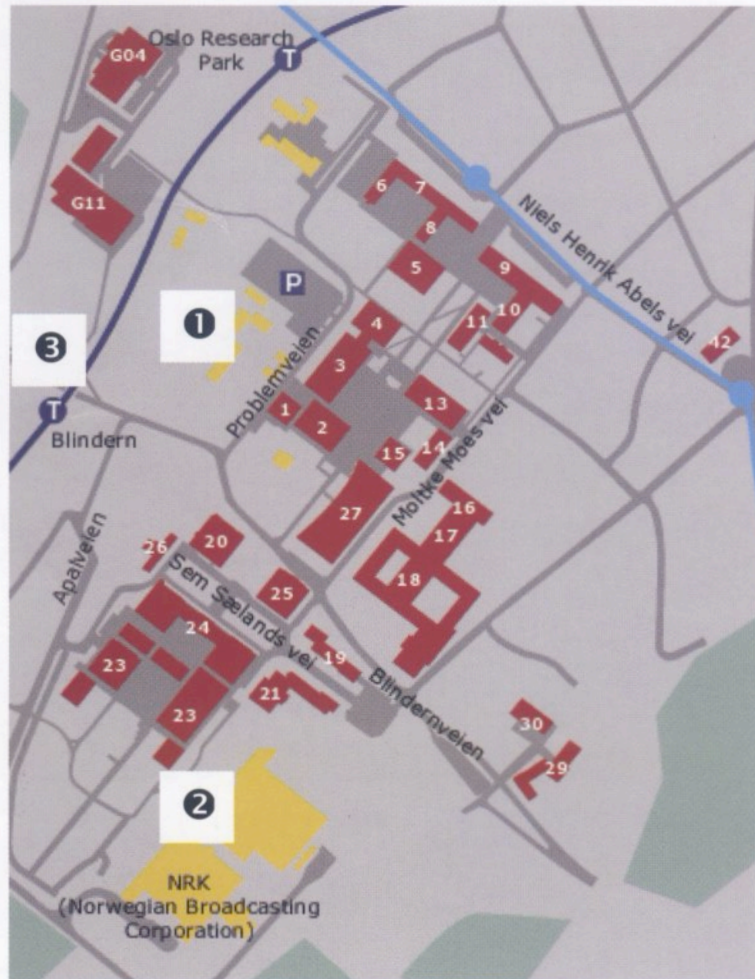 Oslo Research
Park
G04
T
G11
6
7
8
5
9
10
11
Niels Henrik Abels vei
42
P
❶
❸
4
3
Problemveien
1
2
13
14
15
T
Blindern
Moltke Moes vei
16
17
18
27
Apalveien
26
20
25
Sem Sælands vei
24
23
23
19
21
Blindernveien
30
29
❷
NRK
(Norwegian Broadcasting
Corporation)